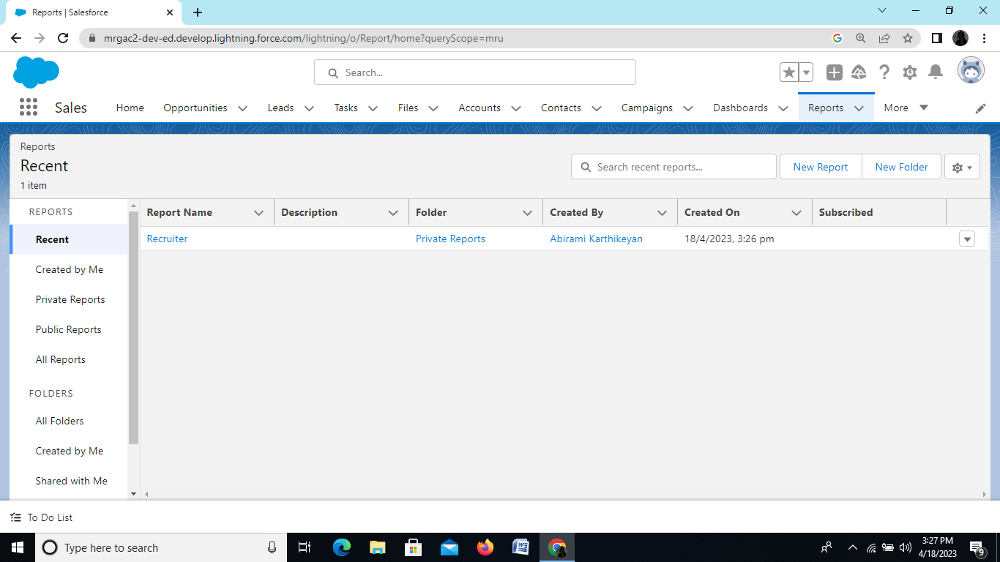 Reports | Salesforce
mrgac2-dev-ed.develop.lightning.force.com/lightning/o/Report/home?queryScope=mru
Search...
Sales Home Opportunities Leads Tasks Files Accounts Contacts Campaigns Dashboards Reports More
Reports
Recent
1 item
Search recent reports...
New Report
New Folder
REPORTS
Recent
Created by Me
Private Reports
Public Reports
All Reports
FOLDERS
All Folders
Created by Me
Shared with Me
Report Name Description Folder Created By Created On Subscribed
Recruiter Private Reports Abirami Karthikeyan 18/4/2023, 3:26 pm
To Do List
Type here to search
3:27 PM
4/18/2023
9